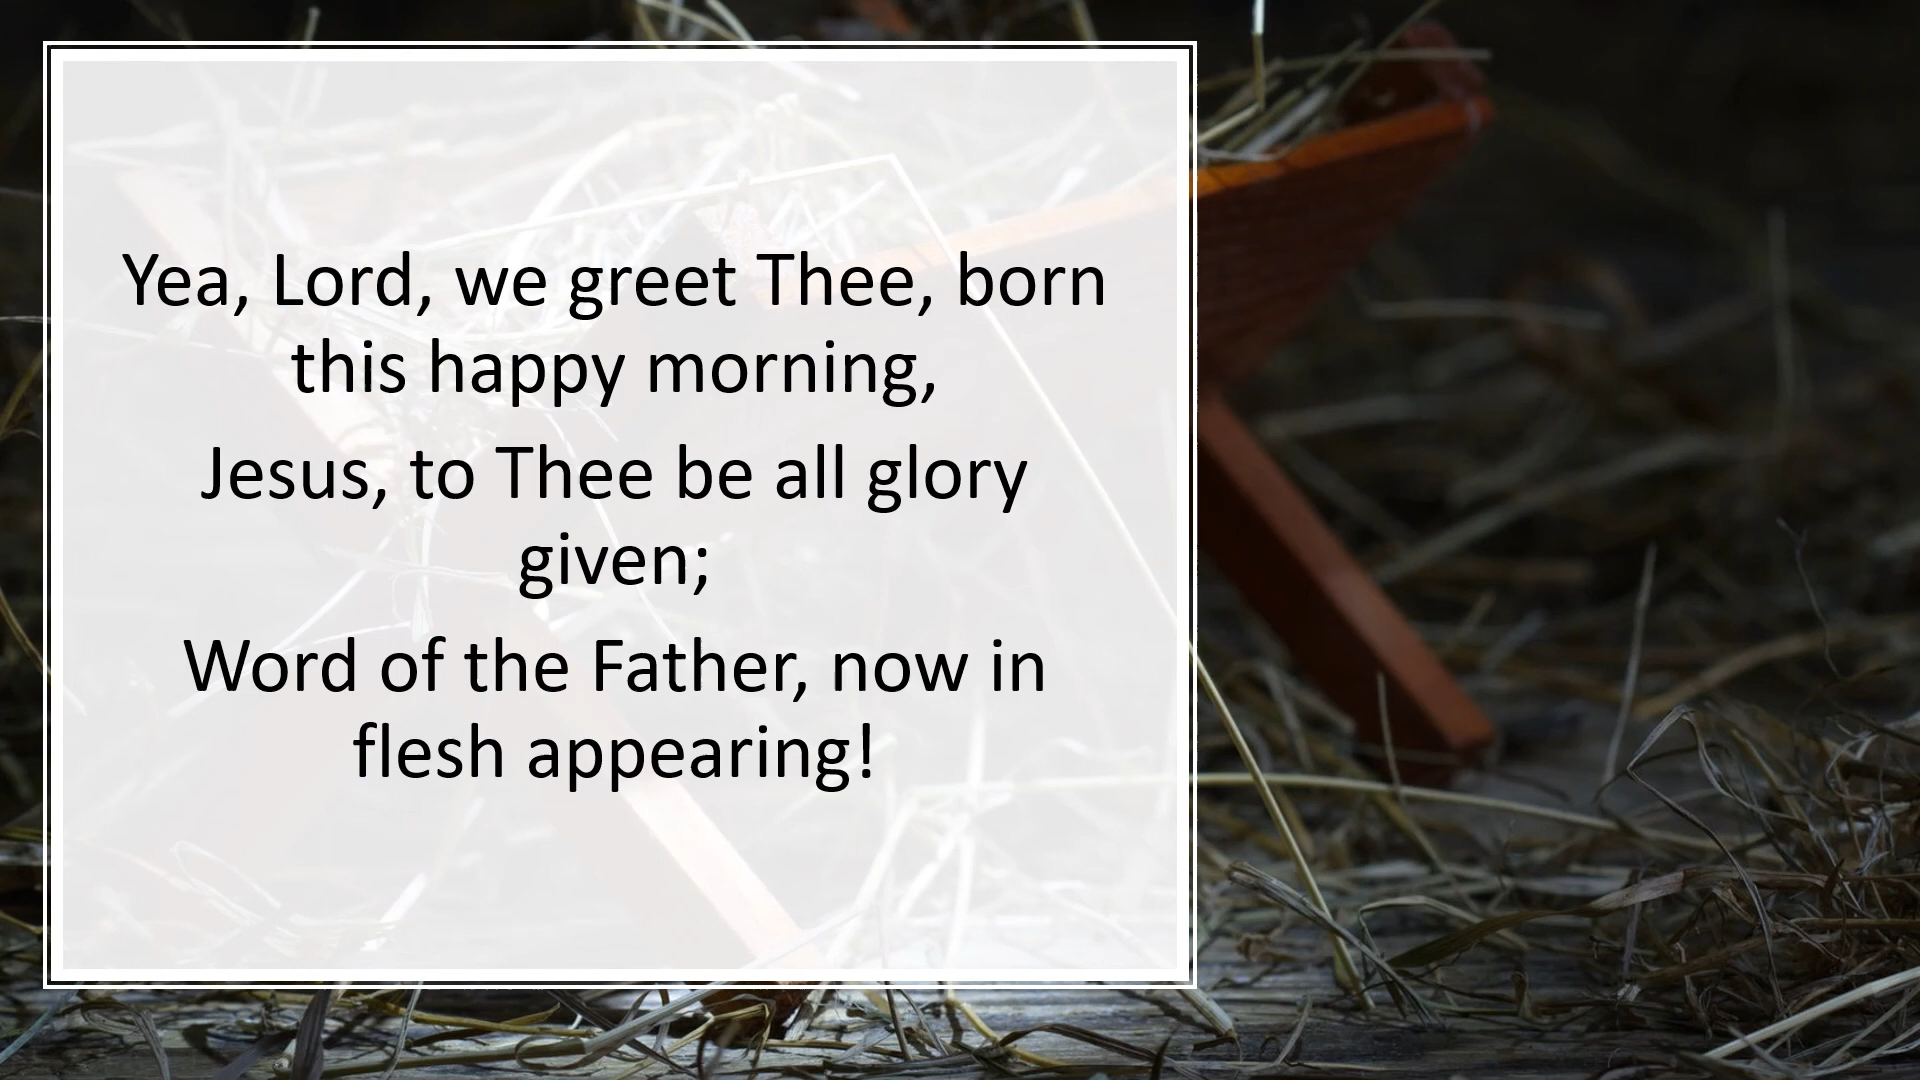 Yea, Lord, we greet Thee, born
this happy morning,
Jesus, to Thee be all glory
given;
Word of the Father, now in
flesh appearing!